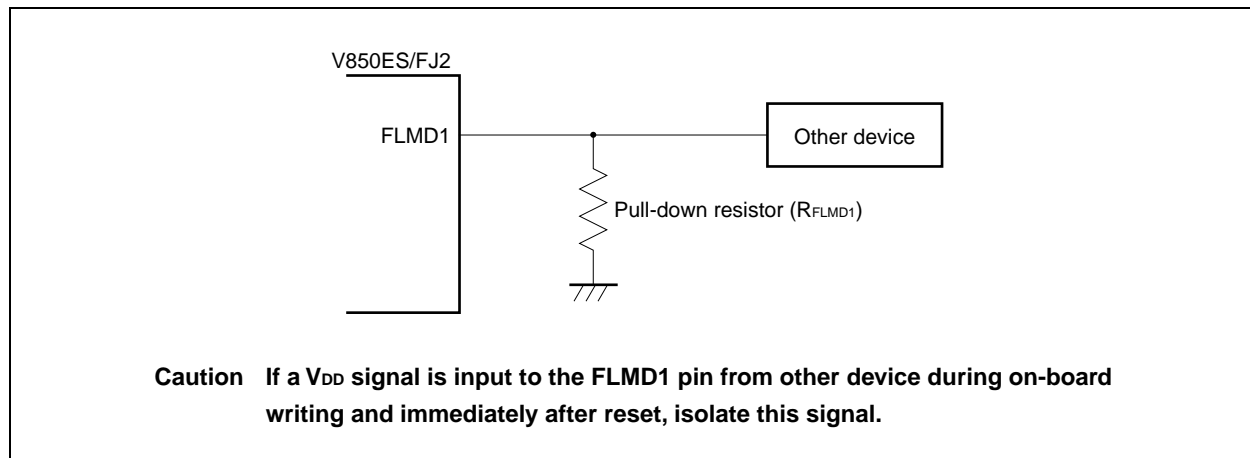 V850ES/FJ2
FLMD1
Other device
Pull-down resistor (RFLMD1)
Caution If a VDD signal is input to the FLMD1 pin from other device during on-board
writing and immediately after reset, isolate this signal.